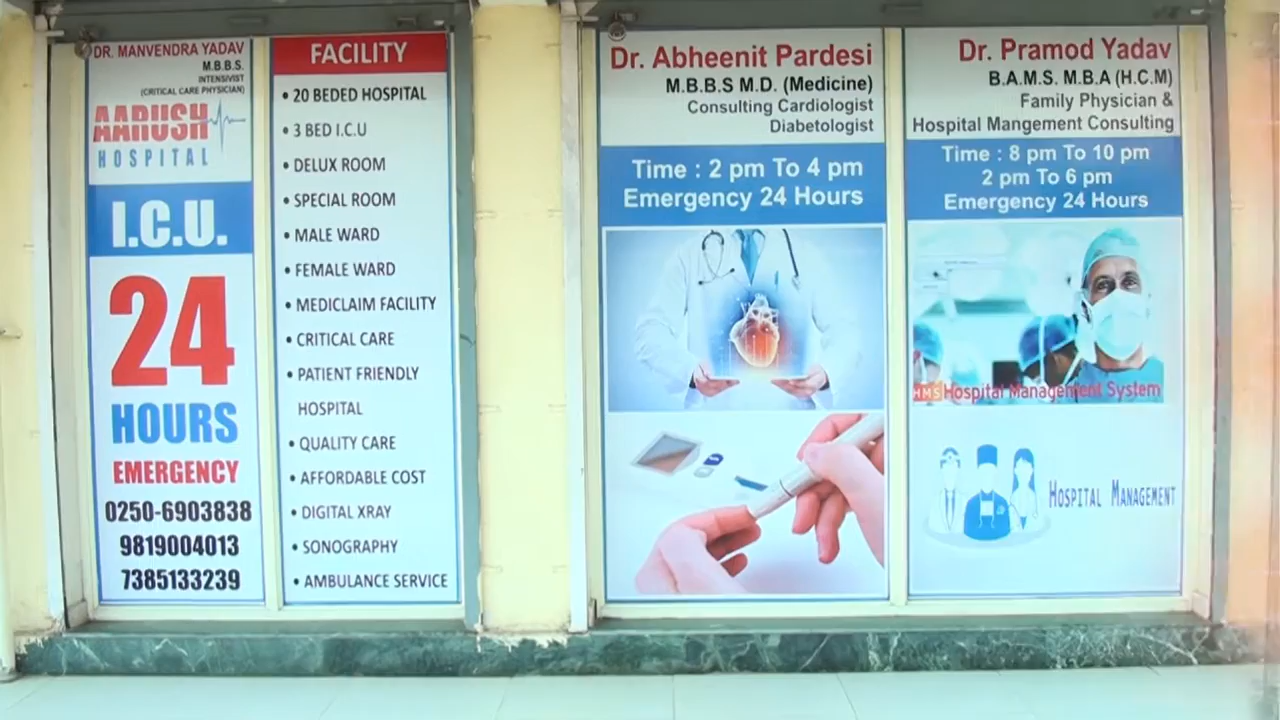 DR. MANVENDRA YADAV
M.B.B.S.
INTENSIVIST
(CRITICAL CARE PHYSICIAN)
AARUSH
HOSPITAL
I.C.U.
24
HOURS
EMERGENCY
0250-6903838
9819004013
7385133239
FACILITY
• 20 BEDED HOSPITAL
• 3 BED I.C.U
• DELUX ROOM
• SPECIAL ROOM
• MALE WARD
• FEMALE WARD
• MEDICLAIM FACILITY
• CRITICAL CARE
• PATIENT FRIENDLY
HOSPITAL
• QUALITY CARE
• AFFORDABLE COST
• DIGITAL XRAY
• SONOGRAPHY
• AMBULANCE SERVICE
Dr. Abheenit Pardesi
M.B.B.S M.D. (Medicine)
Consulting Cardiologist
Diabetologist
Time : 2 pm To 4 pm
Emergency 24 Hours
Dr. Pramod Yadav
B.A.M.S. M.B.A (H.C.M)
Family Physician &
Hospital Mangement Consulting
Time : 8 pm To 10 pm
2 pm To 6 pm
Emergency 24 Hours
HMS Hospital Management System
HOSPITAL MANAGEMENT